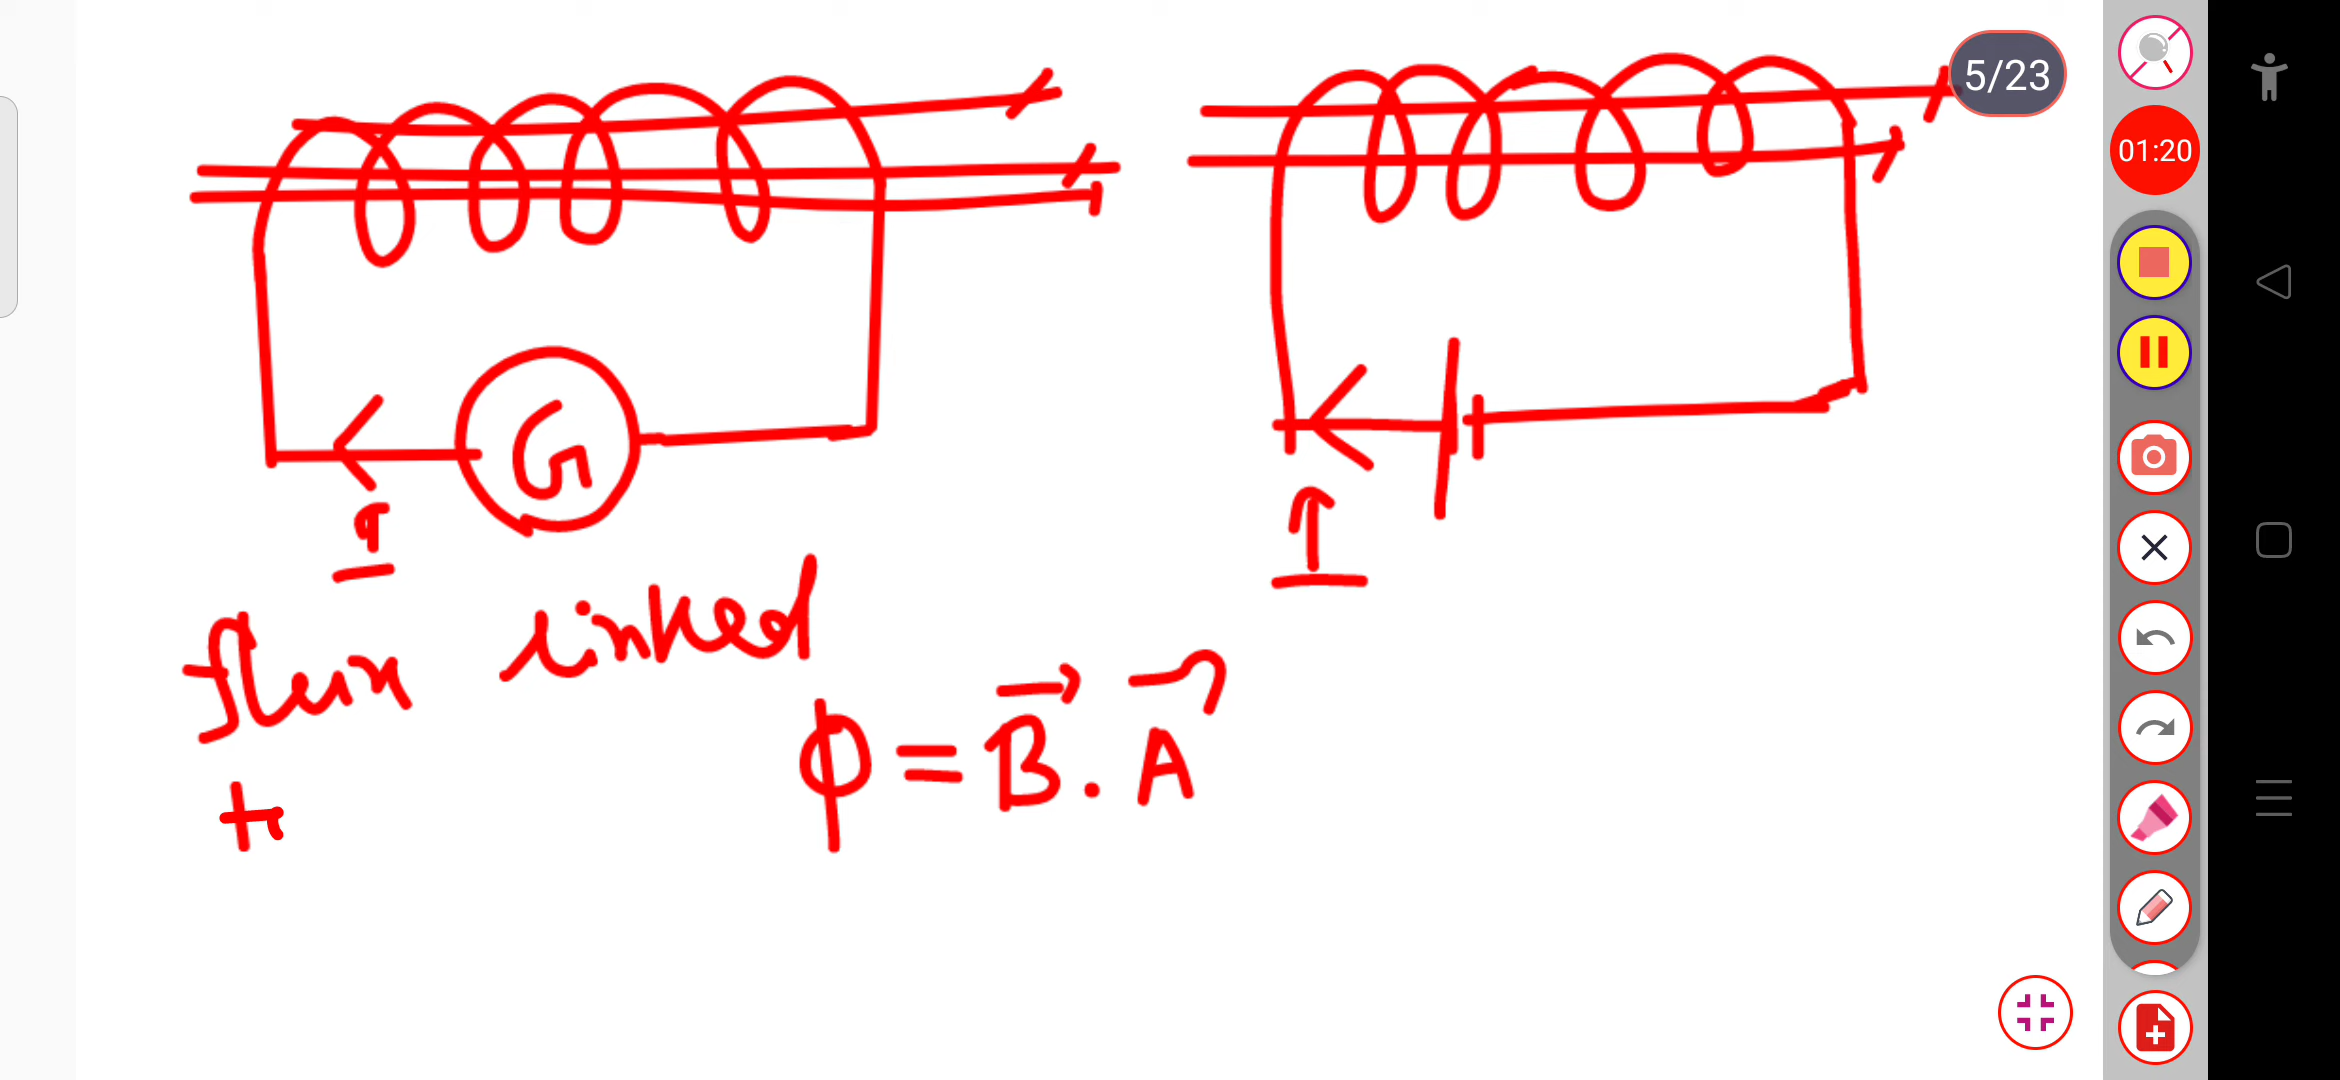 5/23
01:20
G
I
flux linked
Φ = B⃗ . A⃗